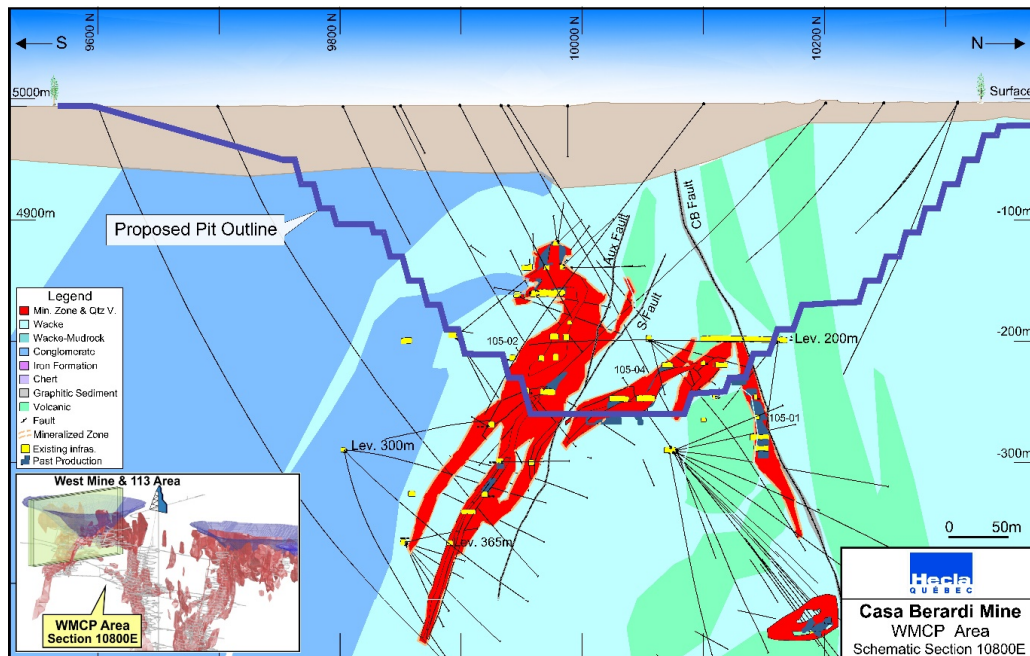 9600 N
9800 N
10000 N
10200 N
S
N
5000m
Surface
CB Fault
4900m
-100m
Proposed Pit Outline
Aux Fault
S/Fault
Legend
Min. Zone & Qtz V.
Wacke
Wacke-Mudrock
Conglomerate
Iron Formation
Chert
Graphitic Sediment
Volcanic
Fault
Mineralized Zone
Existing infras.
Past Production
105-02
Lev. 200m
-200m
105-04
105-01
Lev. 300m
-300m
West Mine & 113 Area
WMCP Area
Section 10800E
Lev. 365m
0 50m
Hecla
QUÉBEC
Casa Berardi Mine
WMCP Area
Schematic Section 10800E